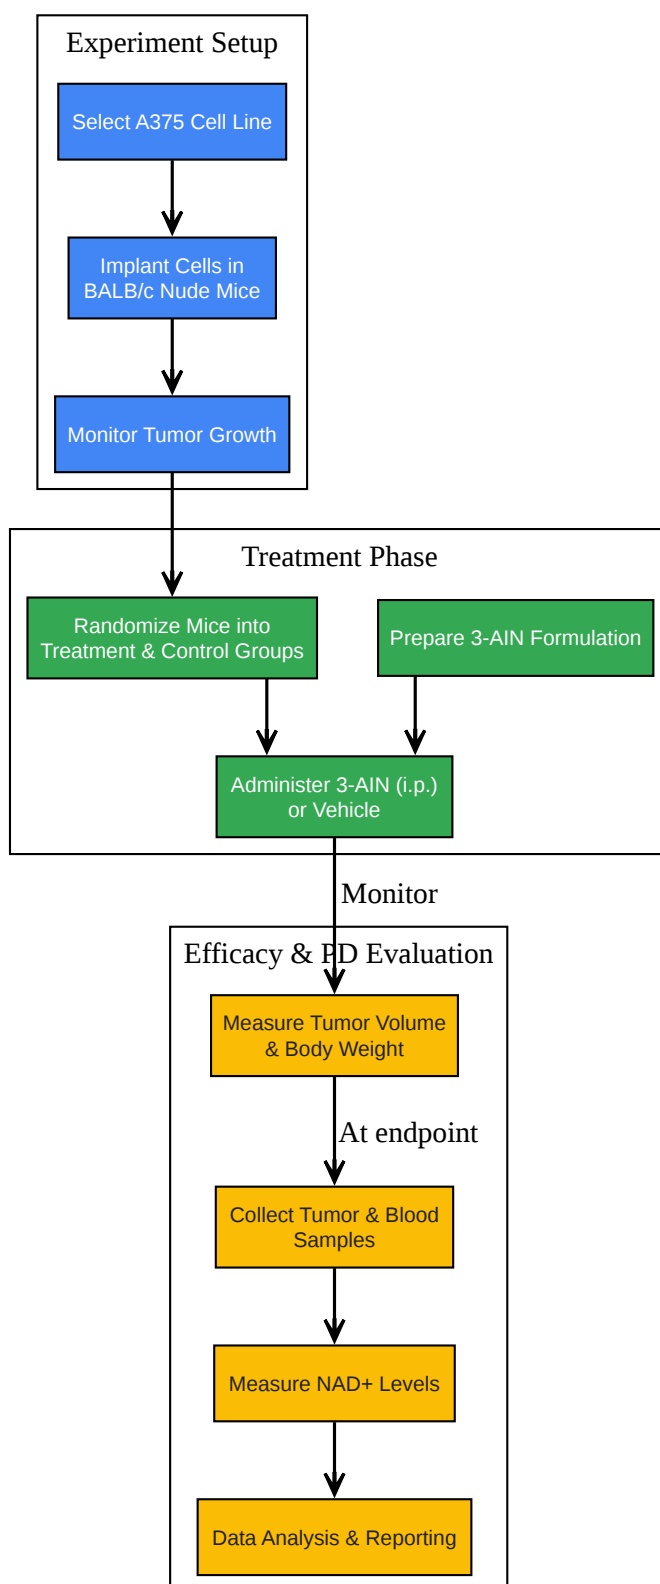 Experiment Setup
Select A375 Cell Line
Implant Cells in
BALB/c Nude Mice
Monitor Tumor Growth
Treatment Phase
Randomize Mice into
Treatment & Control Groups
Prepare 3-AIN Formulation
Administer 3-AIN (i.p.)
or Vehicle
Monitor
Efficacy & PD Evaluation
Measure Tumor Volume
& Body Weight
At endpoint
Collect Tumor & Blood
Samples
Measure NAD+ Levels
Data Analysis & Reporting